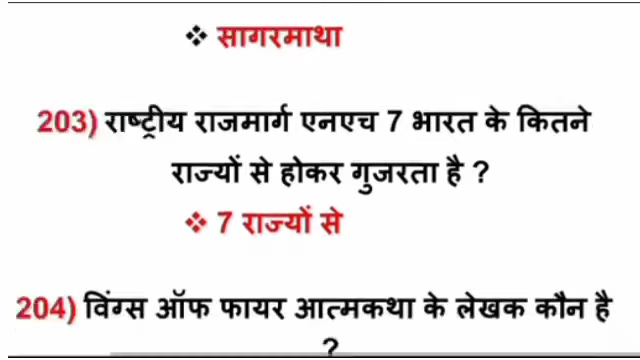 ❖ सागरमाथा
203) राष्ट्रीय राजमार्ग एनएच 7 भारत के कितने
राज्यों से होकर गुजरता है ?
❖ 7 राज्यों से
204) विंग्स ऑफ फायर आत्मकथा के लेखक कौन है
?